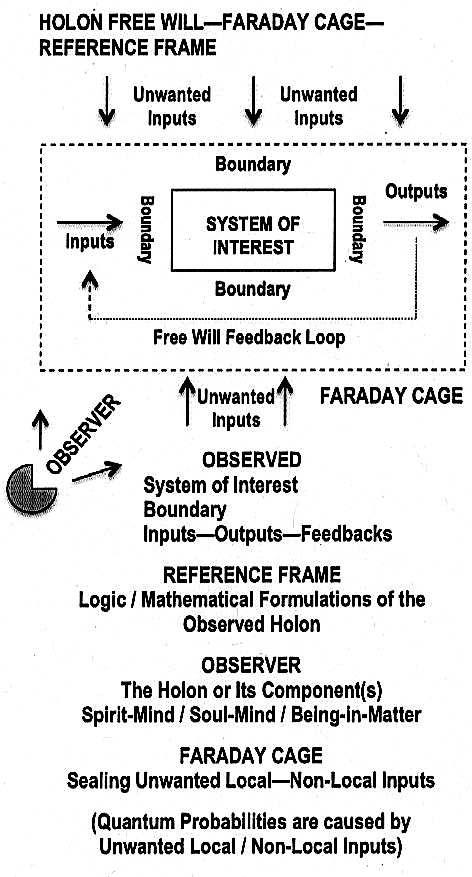 HOLON FREE WILL—FARADAY CAGE—
REFERENCE FRAME
Unwanted
Inputs
Unwanted
Inputs
Boundary
Outputs
Inputs
Boundary
SYSTEM OF
INTEREST
Boundary
Boundary
Free Will Feedback Loop
Unwanted
Inputs
FARADAY CAGE
OBSERVER
OBSERVED
System of Interest
Boundary
Inputs—Outputs—Feedbacks
REFERENCE FRAME
Logic / Mathematical Formulations of the
Observed Holon
OBSERVER
The Holon or Its Component(s)
Spirit-Mind / Soul-Mind / Being-in-Matter
FARADAY CAGE
Sealing Unwanted Local—Non-Local Inputs
(Quantum Probabilities are caused by
Unwanted Local / Non-Local Inputs)